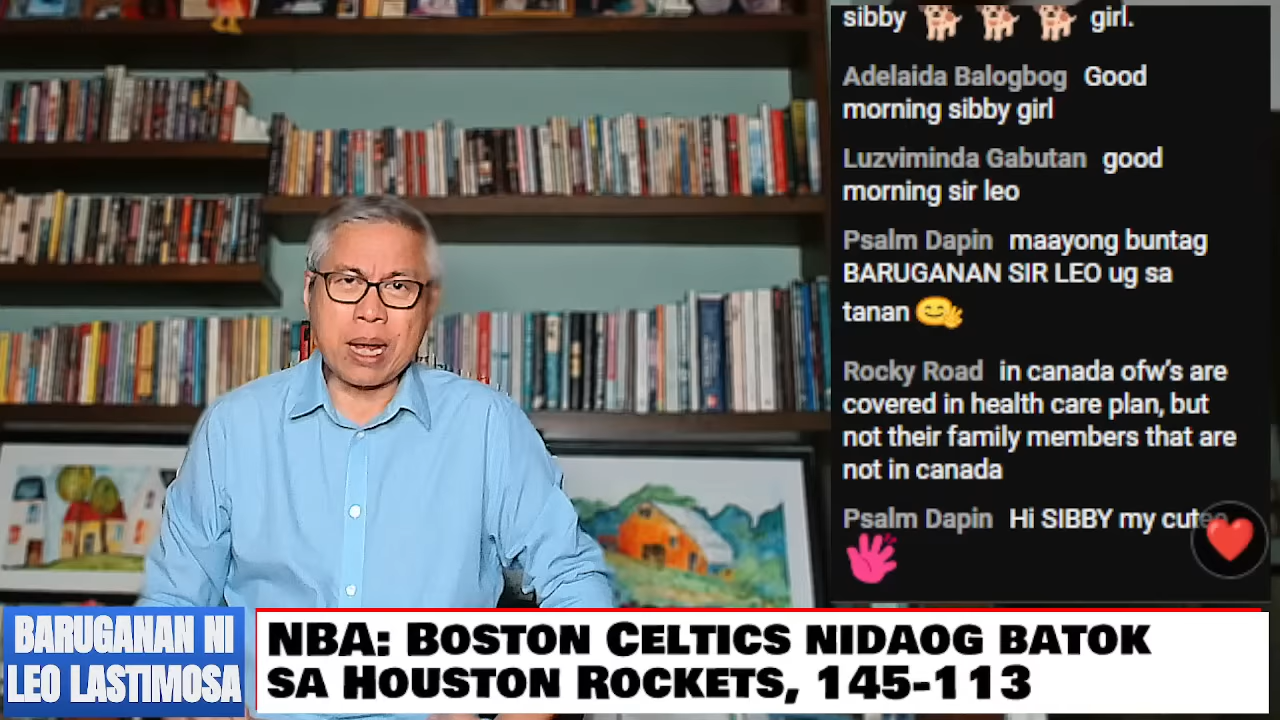 sibby 🐕 🐕 🐕 girl.
Adelaida Balogbog Good
morning sibby girl
Luzviminda Gabutan good
morning sir leo
Psalm Dapin maayong buntag
BARUGANAN SIR LEO ug sa
tanan 😊
Rocky Road in canada ofw's are
covered in health care plan, but
not their family members that are
not in canada
Psalm Dapin Hi SIBBY my cutee
BARUGANAN NI
LEO LASTIMOSA
NBA: BOSTON CELTICS NIDAOG BATOK
SA HOUSTON ROCKETS, 145-113